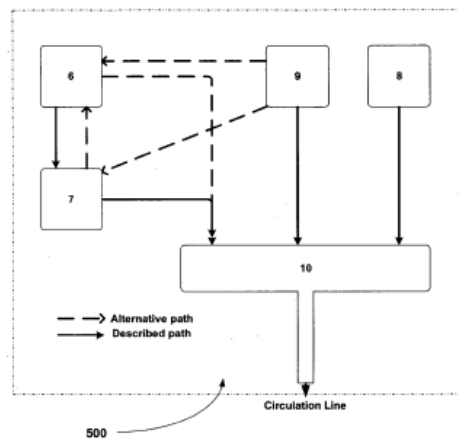 6
9
8
7
10
Alternative path
Described path
Circulation Line
500